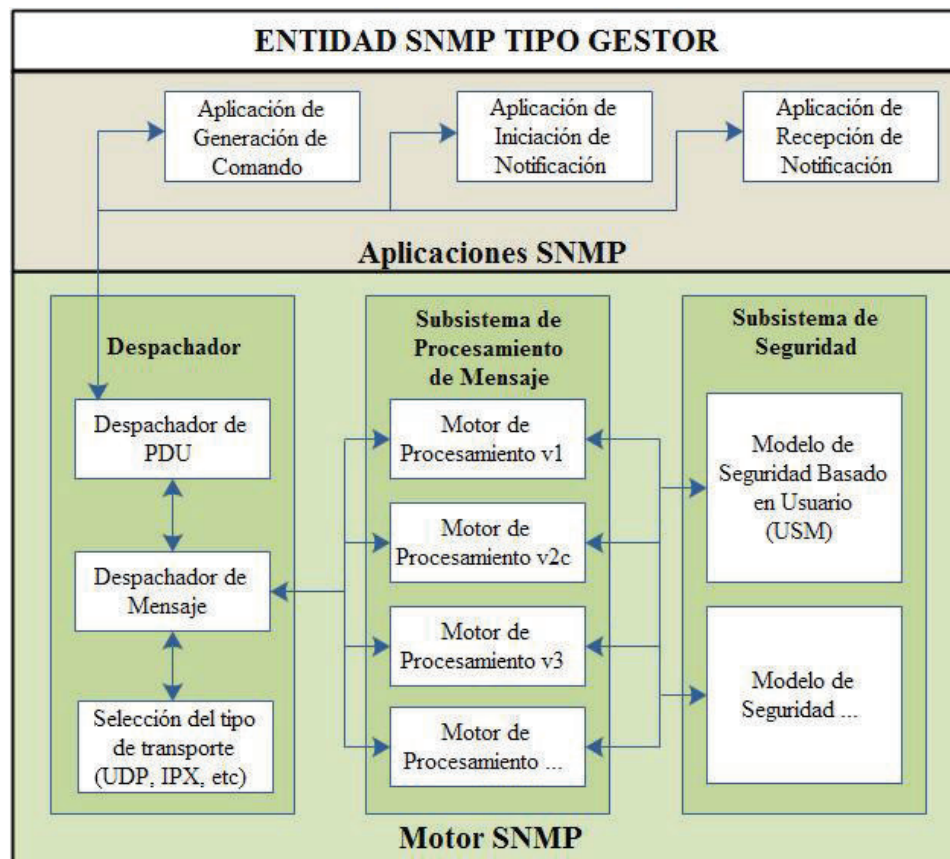 ENTIDAD SNMP TIPO GESTOR
Aplicación de
Generación de
Comando
Aplicación de
Iniciación de
Notificación
Aplicación de
Recepción de
Notificación
Aplicaciones SNMP
Despachador
Despachador de
PDU
Despachador de
Mensaje
Selección del tipo
de transporte
(UDP, IPX, etc)
Subsistema de
Procesamiento
de Mensaje
Motor de
Procesamiento v1
Motor de
Procesamiento v2c
Motor de
Procesamiento v3
Motor de
Procesamiento ...
Subsistema de
Seguridad
Modelo de
Seguridad Basado
en Usuario
(USM)
Modelo de
Seguridad ...
Motor SNMP